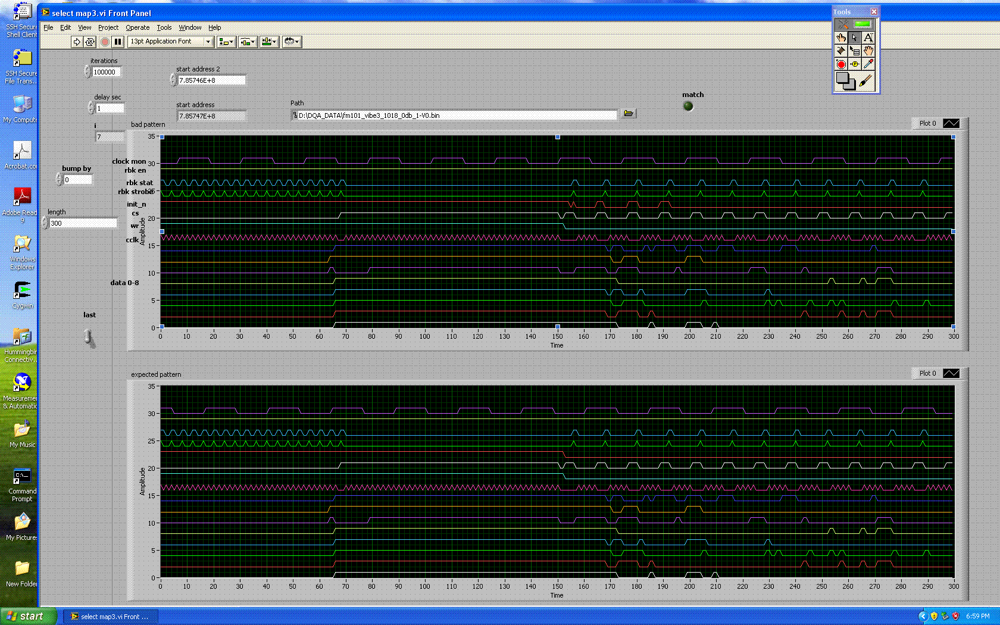 select map3.vi Front Panel
File Edit View Project Operate Tools Window Help
13pt Application Font
Tools
SSH Secure
Shell Client
SSH Secure
File Trans...
My Compute
Acrobat.co
Adobe Read
9
Windows
Explorer
Cygwin
Hummingbir
Connectiv...
Measuremen
& Automatio
My Music
Command
Prompt
My Pictures
New Folder
iterations
100000
delay sec
1
i
7
bump by
0
length
300
last
start address 2
7.85746E+8
start address
7.85747E+8
Path
D:\DQA_DATA\fm101_vibe3_1018_0db_1-V0.bin
match
bad pattern
Plot 0
clock mon
rbk en
rbk stat
rbk strobe
init_n
cs
wr
cclk
data 0-8
Amplitude
35
30
25
20
15
10
5
0
0 10 20 30 40 50 60 70 80 90 100 110 120 130 140 150 160 170 180 190 200 210 220 230 240 250 260 270 280 290 300
Time
expected pattern
Plot 0
Amplitude
35
30
25
20
15
10
5
0
0 10 20 30 40 50 60 70 80 90 100 110 120 130 140 150 160 170 180 190 200 210 220 230 240 250 260 270 280 290 300
Time
start
select map3.vi Front ...
6:59 PM